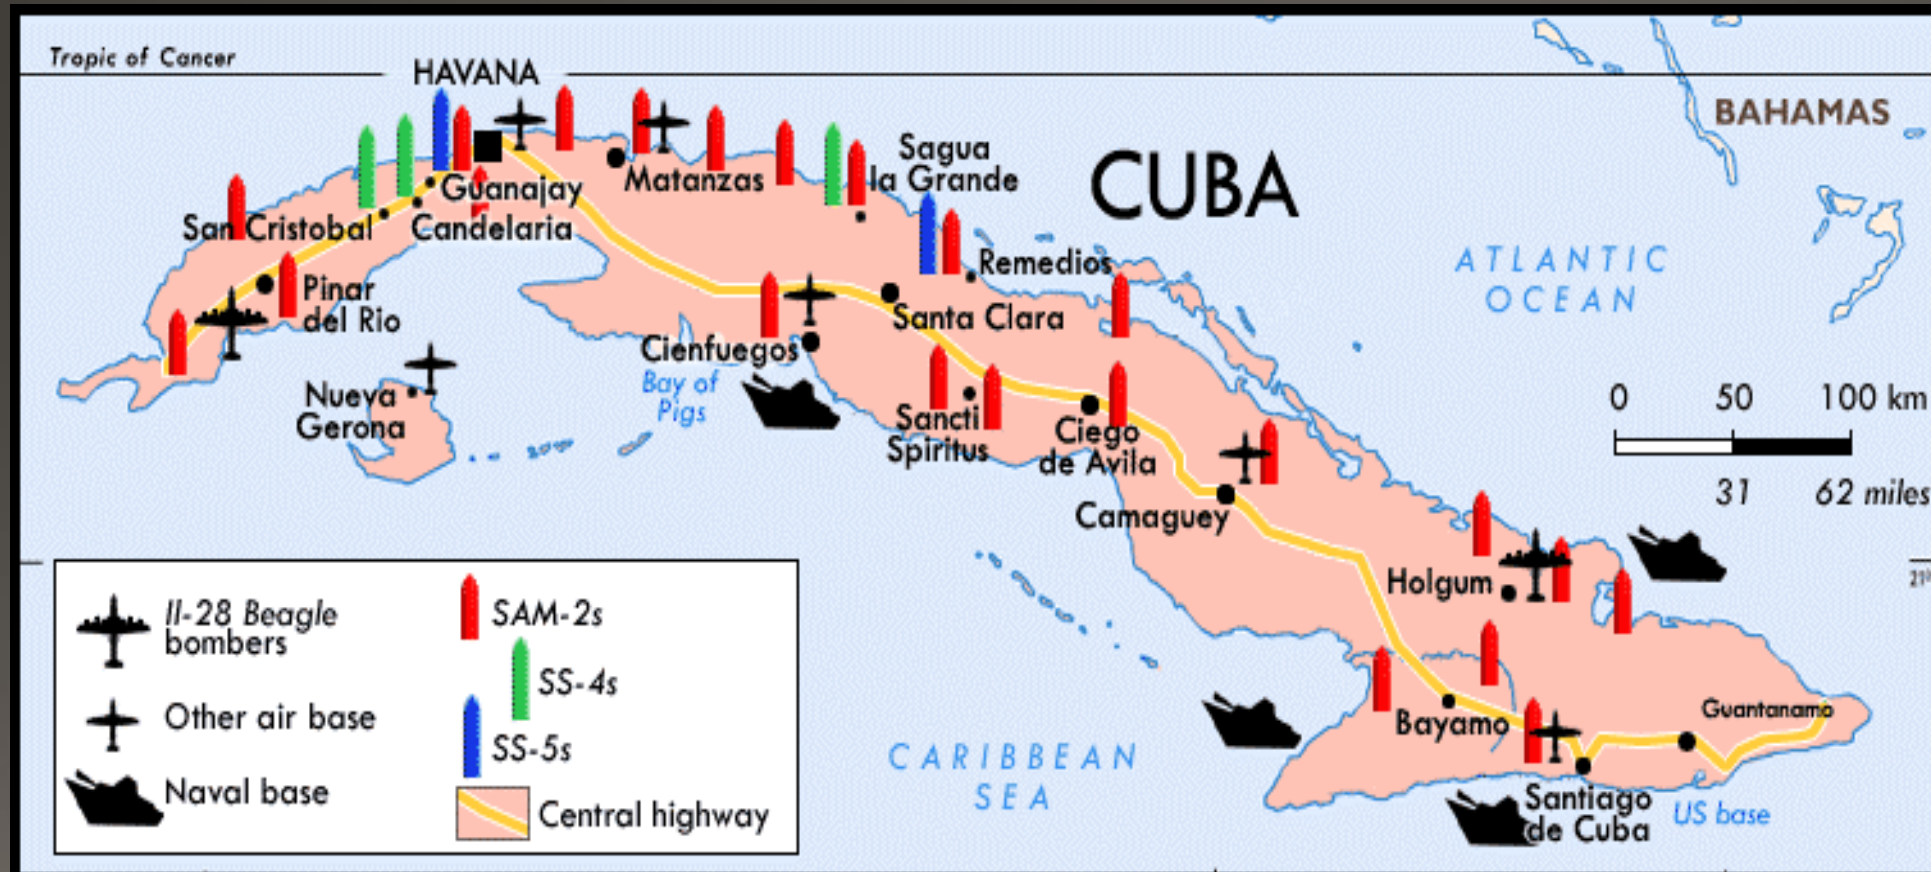 Tropic of Cancer
HAVANA
BAHAMAS
Sagua
la Grande
CUBA
Guanajay
Matanzas
San Cristobal
Candelaria
Remedios
ATLANTIC
OCEAN
Pinar
del Rio
Santa Clara
Cienfuegos
Bay of
Pigs
Nueva
Gerona
Sancti
Spiritus
Ciego
de Avila
0 50 100 km
31 62 miles
Camaguey
Holgum
21°
Bayamo
Guantanamo
CARIBBEAN
SEA
Santiago
de Cuba
US base
Il-28 Beagle
bombers
Other air base
Naval base
SAM-2s
SS-4s
SS-5s
Central highway